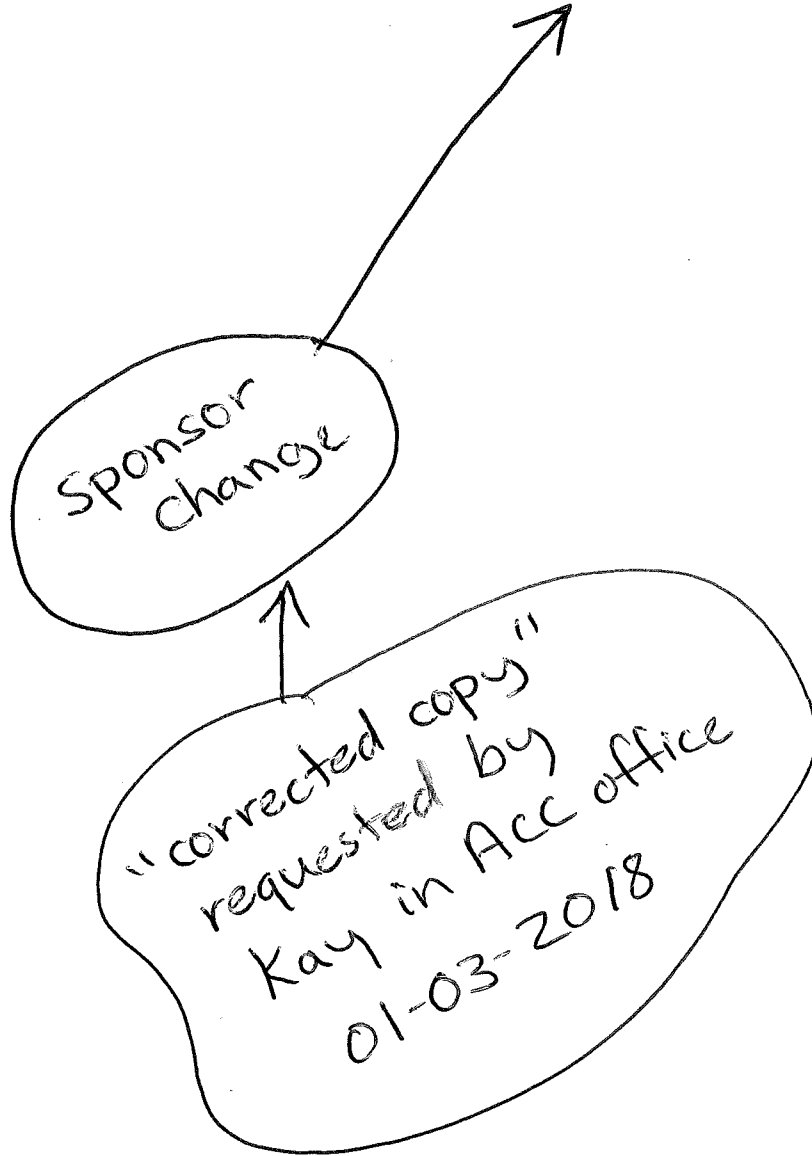 Sponsor
change
"corrected copy"
requested by
Kay in ACC office
01-03-2018